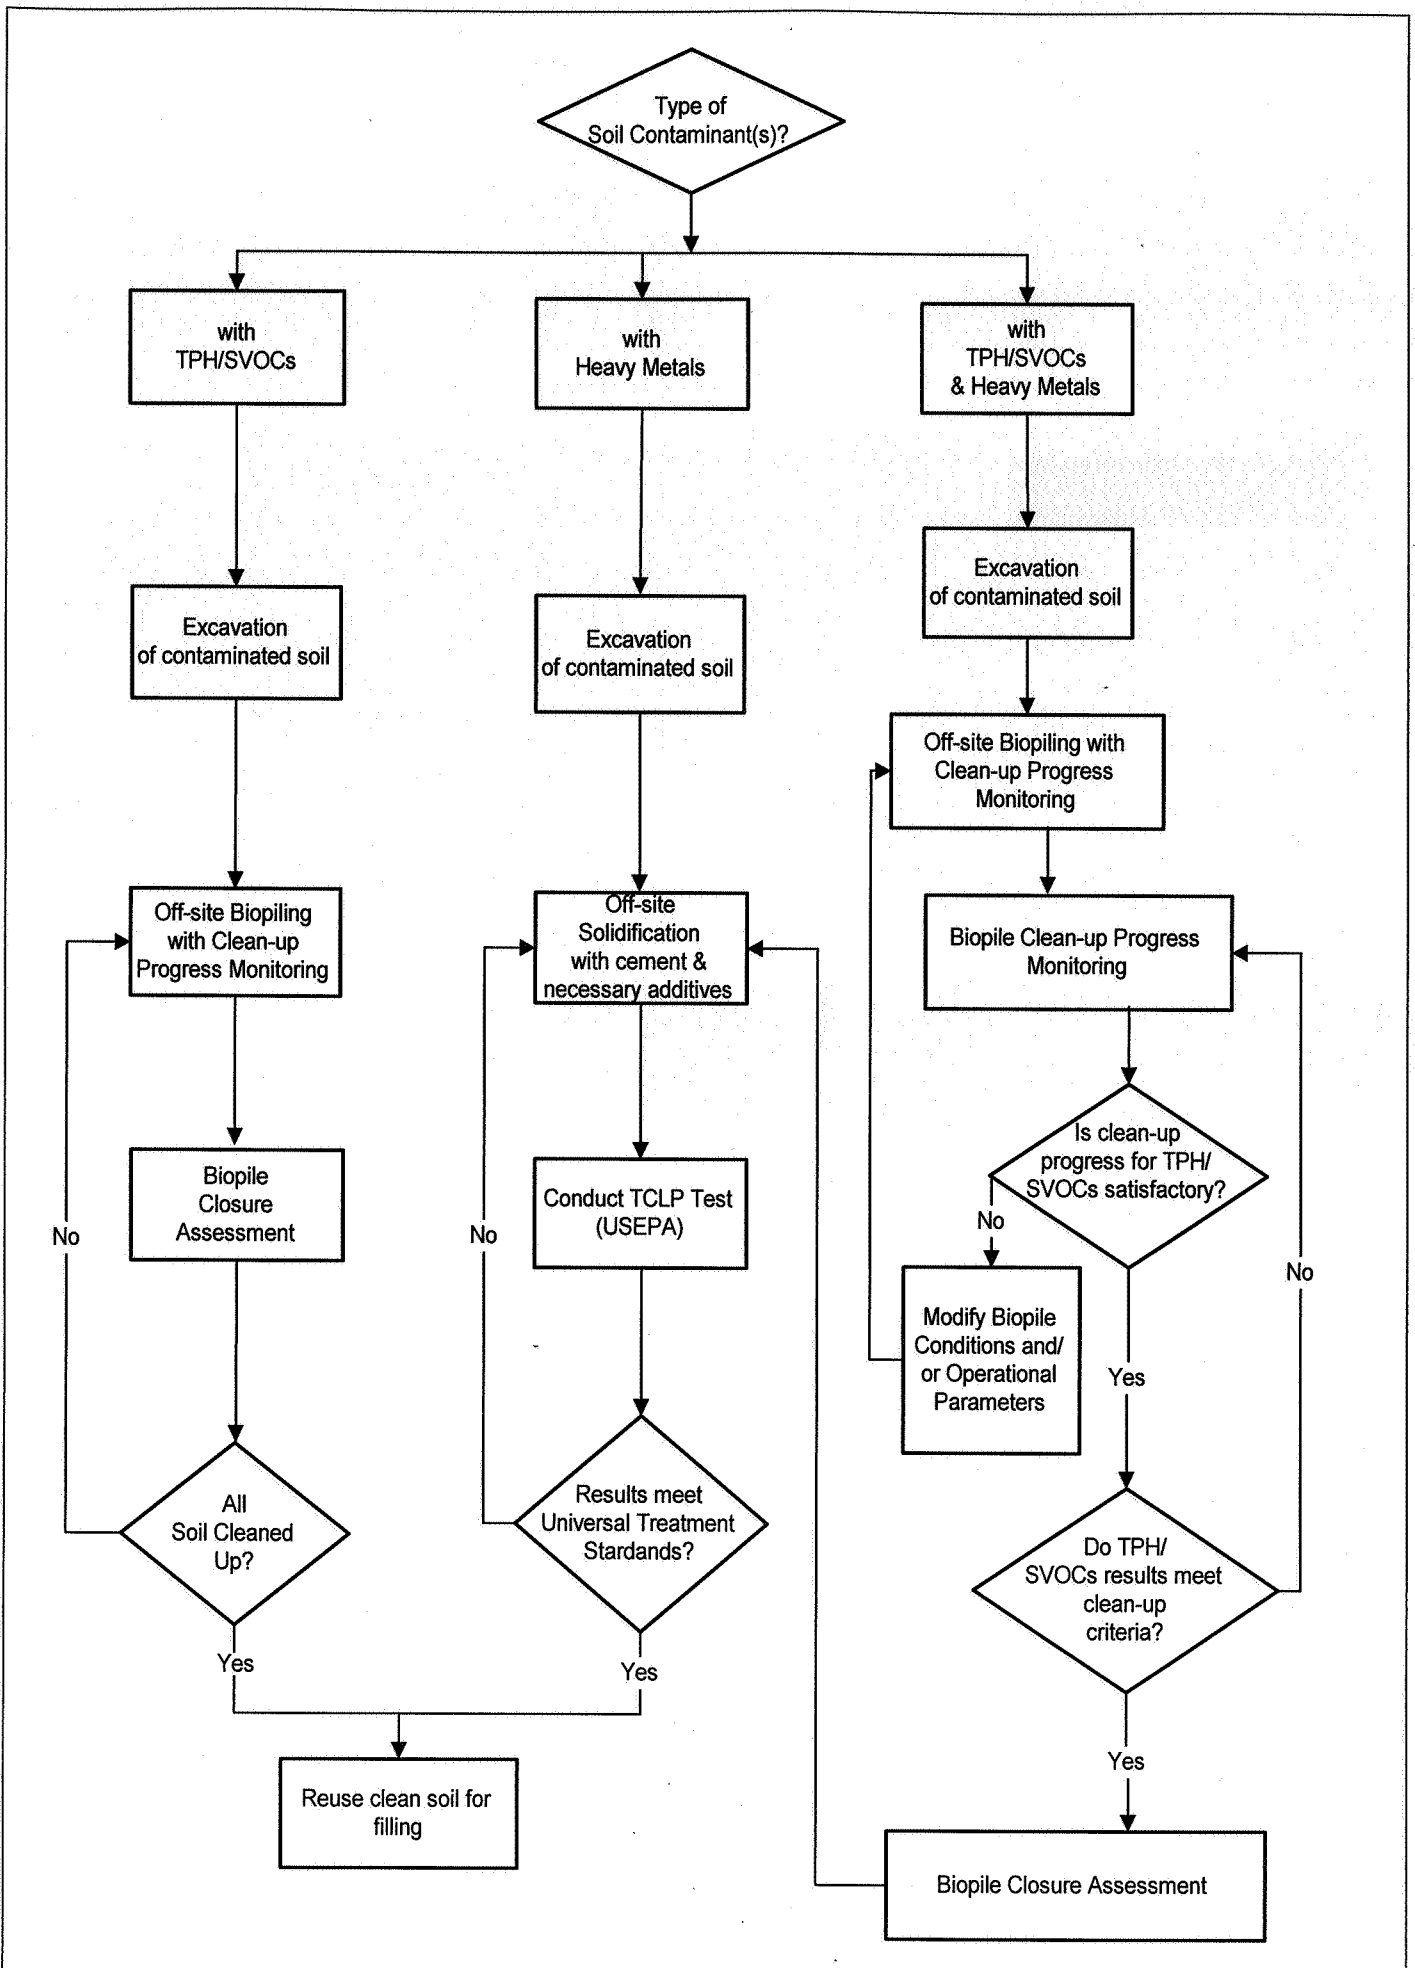 Type of
Soil Contaminant(s)?
with
TPH/SVOCs
with
Heavy Metals
with
TPH/SVOCs
& Heavy Metals
Excavation
of contaminated soil
Excavation
of contaminated soil
Excavation
of contaminated soil
Off-site Biopiling with
Clean-up Progress
Monitoring
Off-site Biopiling
with Clean-up
Progress Monitoring
Off-site
Solidification
with cement &
necessary additives
Biopile Clean-up Progress
Monitoring
Is clean-up
progress for TPH/
SVOCs satisfactory?
Biopile
Closure
Assessment
Conduct TCLP Test
(USEPA)
No
No
No
No
Modify Biopile
Conditions and/
or Operational
Parameters
Yes
All
Soil Cleaned
Up?
Results meet
Universal Treatment
Stardands?
Do TPH/
SVOCs results meet
clean-up
criteria?
Yes
Yes
Yes
Reuse clean soil for
filling
Biopile Closure Assessment